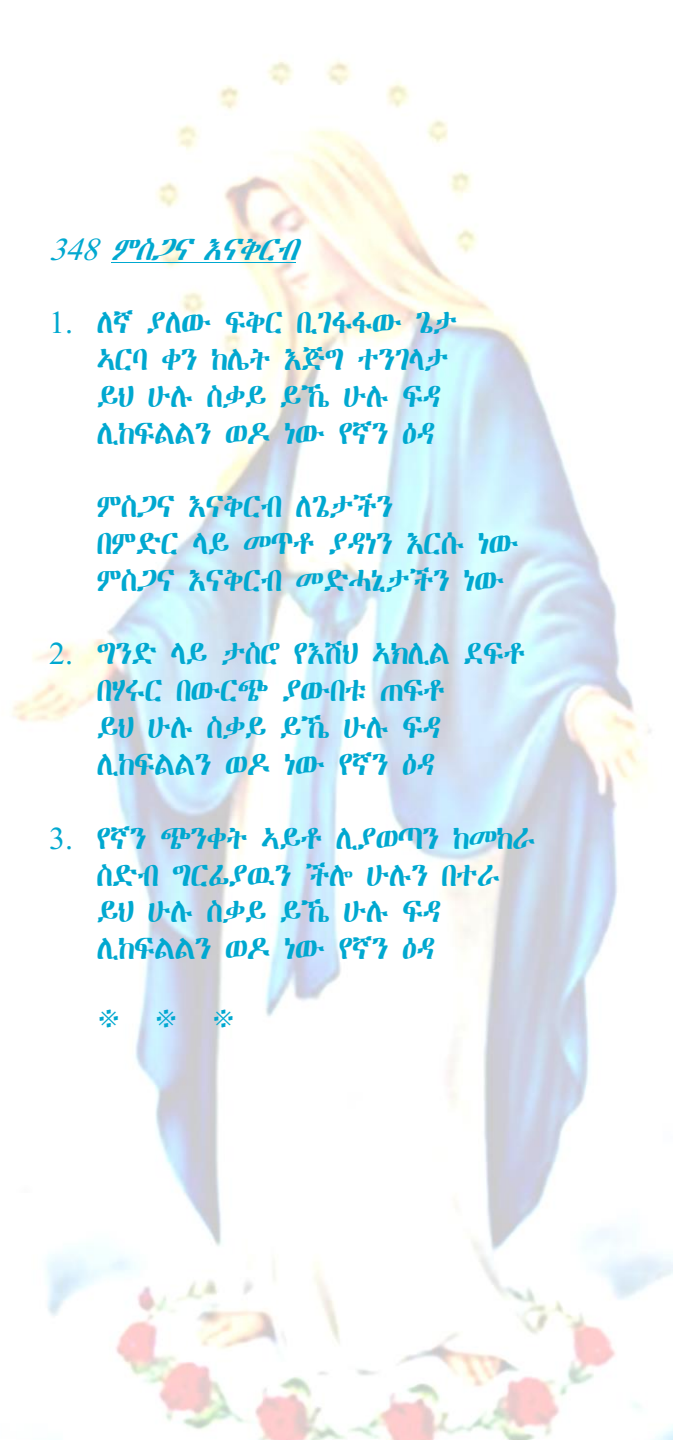 348 ምስጋና እናቅርብ
1. ለኛ ያለው ፍቅር ቢገፋፋው ጌታ
ኣርባ ቀን ከሌት እጅግ ተንገላታ
ይህ ሁሉ ስቃይ ይኼ ሁሉ ፍዳ
ሊከፍልልን ወዶ ነው የኛን ዕዳ
ምስጋና እናቅርብ ለጌታችን
በምድር ላይ መጥቶ ያዳነን እርሱ ነው
ምስጋና እናቅርብ መድሓኒታችን ነው
2. ግንድ ላይ ታስሮ የእሸህ ኣክሊል ደፍቶ
በሃሩር በውርጭ ያውበቱ ጠፍቶ
ይህ ሁሉ ስቃይ ይኼ ሁሉ ፍዳ
ሊከፍልልን ወዶ ነው የኛን ዕዳ
3. የኛን ጭንቀት ኣይቶ ሊያወጣን ከመከራ
ስድብ ግርፊያዉን ችሎ ሁሉን በተራ
ይህ ሁሉ ስቃይ ይኼ ሁሉ ፍዳ
ሊከፍልልን ወዶ ነው የኛን ዕዳ
※ ※ ※